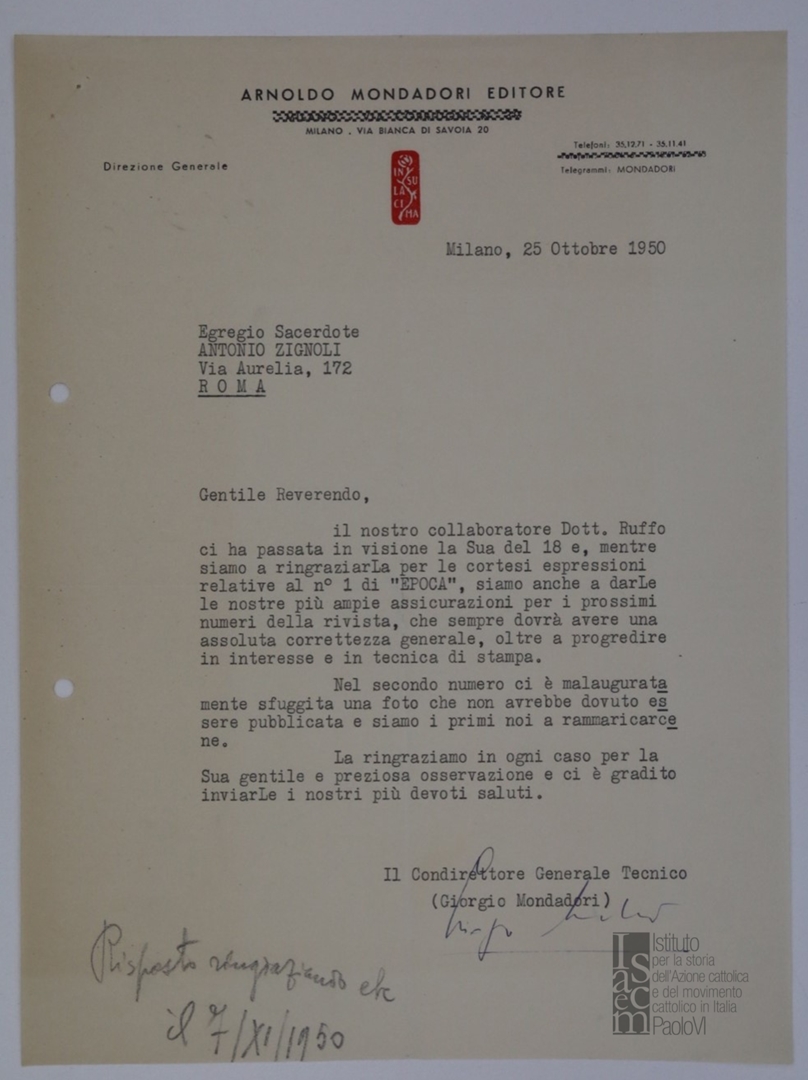 ARNOLDO MONDADORI EDITORE
MILANO . VIA BIANCA DI SAVOIA 20
Direzione Generale
Telefoni: 35.12.71 - 35.11.41
Telegrammi: MONDADORI
IN
SU
LA
CI
MA
Milano, 25 Ottobre 1950
Egregio Sacerdote
ANTONIO ZIGNOLI
Via Aurelia, 172
R O M A
Gentile Reverendo,
il nostro collaboratore Dott. Ruffo
ci ha passata in visione la Sua del 18 e, mentre
siamo a ringraziarLa per le cortesi espressioni
relative al n° 1 di "EPOCA", siamo anche a darLe
le nostre più ampie assicurazioni per i prossimi
numeri della rivista, che sempre dovrà avere una
assoluta correttezza generale, oltre a progredire
in interesse e in tecnica di stampa.
Nel secondo numero ci è malaugurata
mente sfuggita una foto che non avrebbe dovuto es
sere pubblicata e siamo i primi noi a rammaricarce
ne.
La ringraziamo in ogni caso per la
Sua gentile e preziosa osservazione e ci è gradito
inviarLe i nostri più devoti saluti.
Il Condirettore Generale Tecnico
(Giorgio Mondadori)
Risposto ringraziando etc
il 7/XI/1950
Isacem
Istituto
per la storia
dell'Azione cattolica
e del movimento
cattolico in Italia
PaoloVI